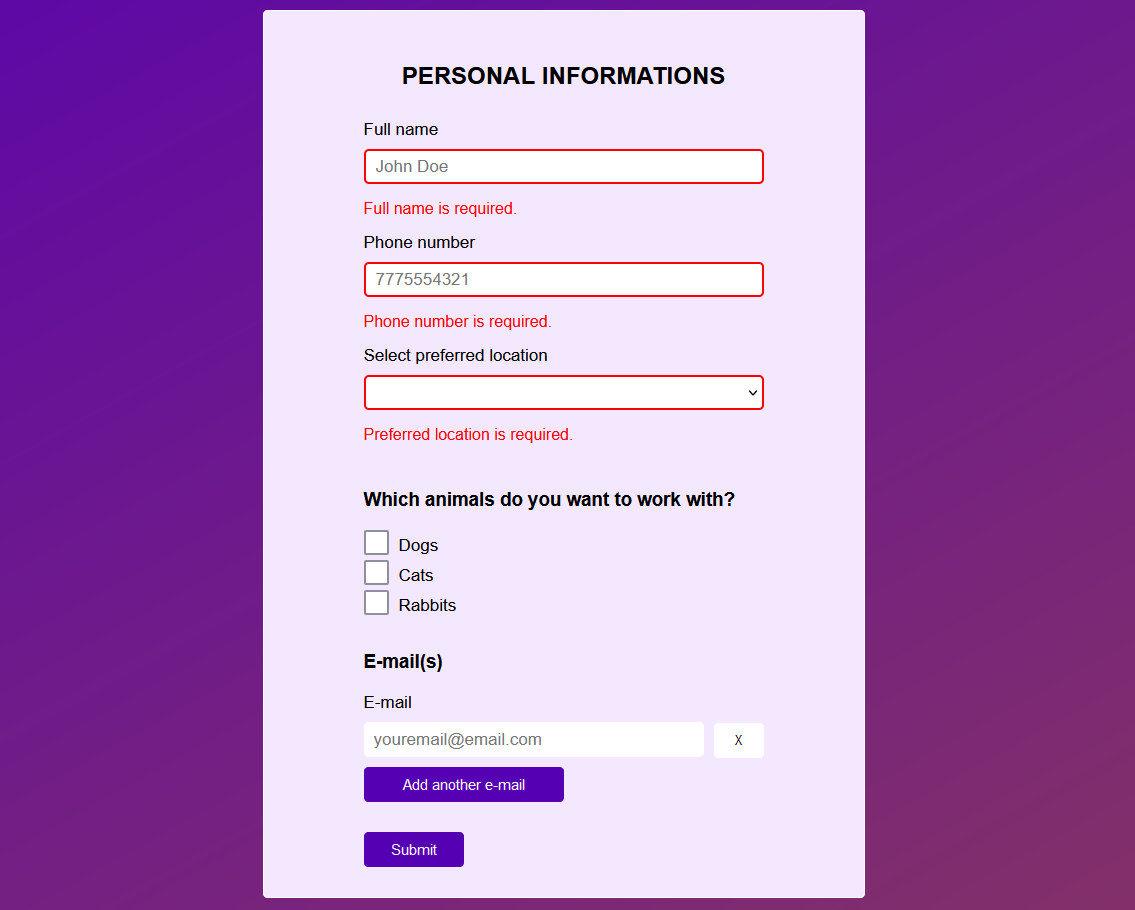 PERSONAL INFORMATIONS
Full name
John Doe
Full name is required.
Phone number
7775554321
Phone number is required.
Select preferred location
Preferred location is required.
Which animals do you want to work with?
Dogs
Cats
Rabbits
E-mail(s)
E-mail
youremail@email.com X
Add another e-mail
Submit